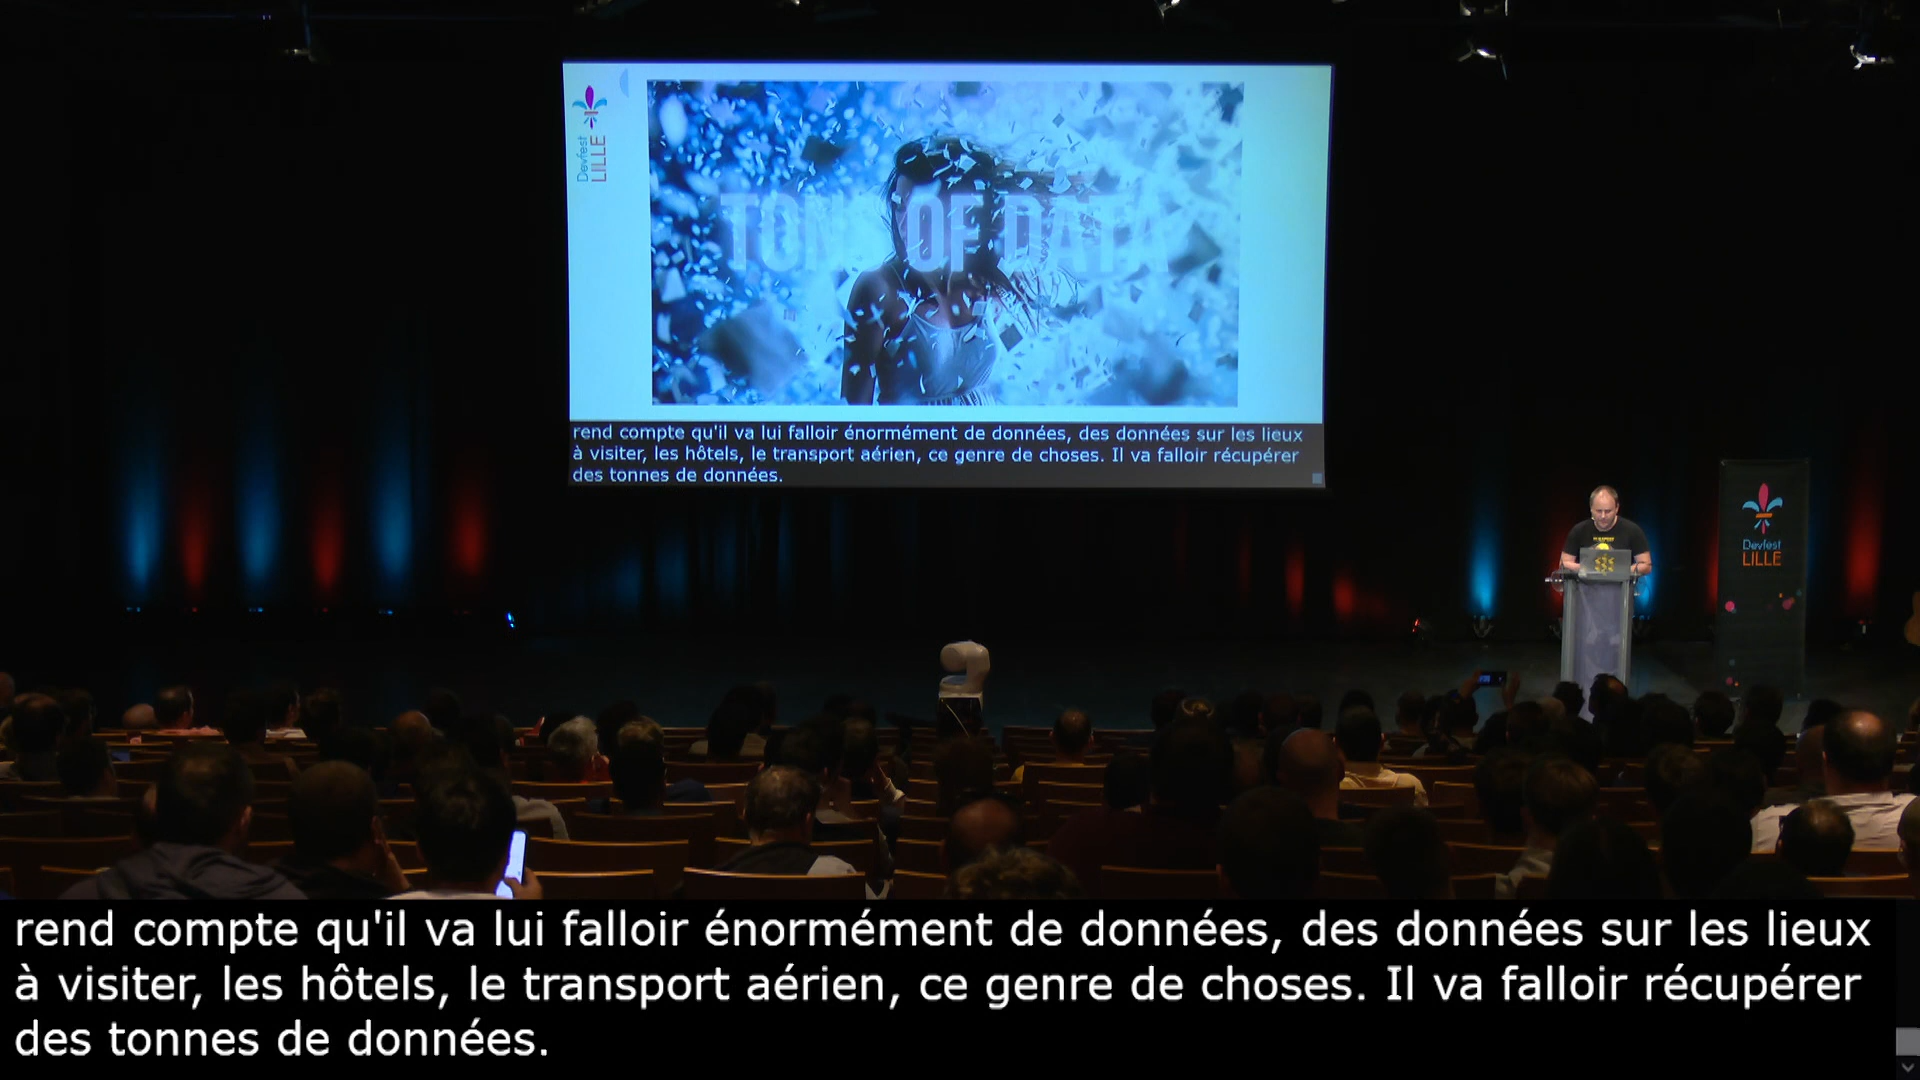 Devfest
LILLE
TONS OF DATA
rend compte qu'il va lui falloir énormément de données, des données sur les lieux
à visiter, les hôtels, le transport aérien, ce genre de choses. Il va falloir récupérer
des tonnes de données.
Devfest
LILLE
rend compte qu'il va lui falloir énormément de données, des données sur les lieux
à visiter, les hôtels, le transport aérien, ce genre de choses. Il va falloir récupérer
des tonnes de données.